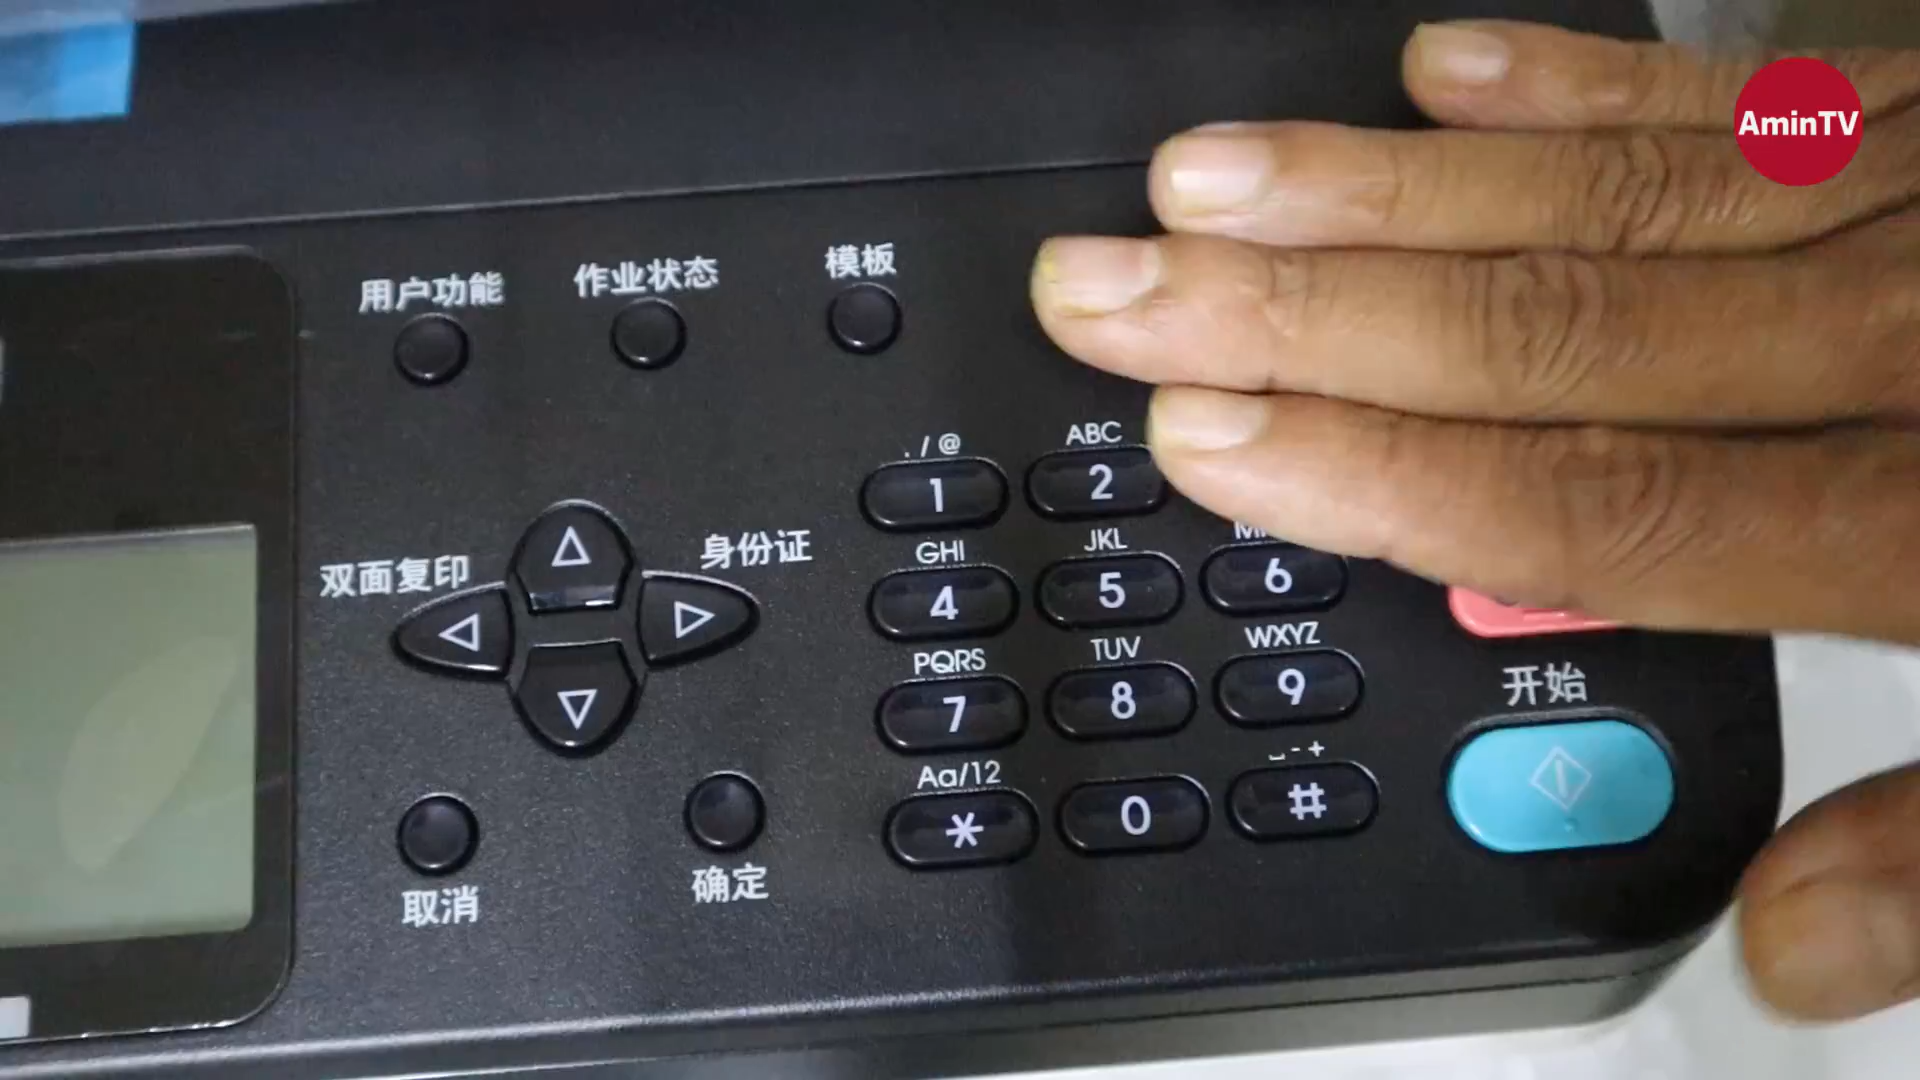 AminTV
用户功能
作业状态
模板
双面复印
身份证
取消
确定
. / @
1
ABC
2
GHI
4
JKL
5
6
PQRS
7
TUV
8
WXYZ
9
Aa/12
*
0
␣ - +
#
开始